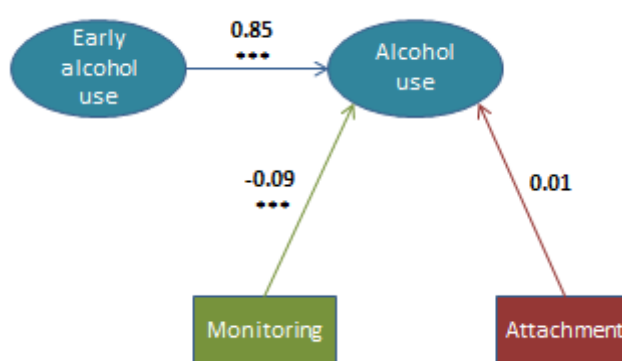 Early
alcohol
use
0.85
***
Alcohol
use
-0.09
***
0.01
Monitoring
Attachment